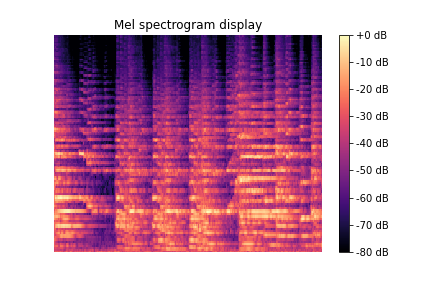 Mel spectrogram display
+0 dB
-10 dB
-20 dB
-30 dB
-40 dB
-50 dB
-60 dB
-70 dB
-80 dB